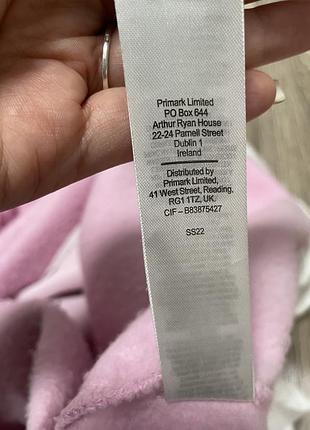 Primark Limited
PO Box 644
Arthur Ryan House
22-24 Parnell Street
Dublin 1
Ireland
Distributed by
Primark Limited,
41 West Street, Reading,
RG1 1TZ, UK.
CIF – B83875427
SS22